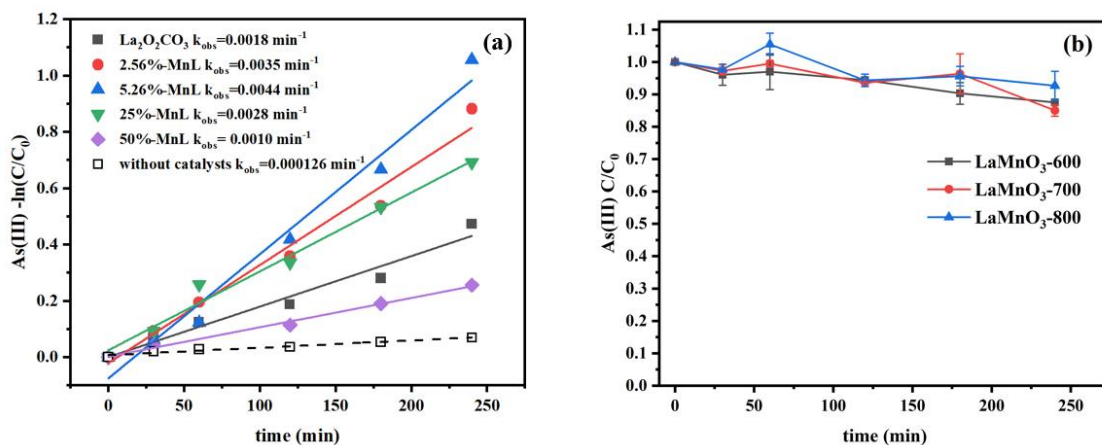 (a)
La₂O₂CO₃ kobs=0.0018 min⁻¹
2.56%-MnL kobs=0.0035 min⁻¹
5.26%-MnL kobs=0.0044 min⁻¹
25%-MnL kobs=0.0028 min⁻¹
50%-MnL kobs= 0.0010 min⁻¹
without catalysts kobs=0.000126 min⁻¹
As(III) -ln(C/C₀)
1.2
1.0
0.8
0.6
0.4
0.2
0.0
0 50 100 150 200 250
time (min)
(b)
LaMnO₃-600
LaMnO₃-700
LaMnO₃-800
As(III) C/C₀
1.1
1.0
0.9
0.8
0.7
0.6
0.5
0.4
0.3
0.2
0.1
0.0
0 50 100 150 200 250
time (min)